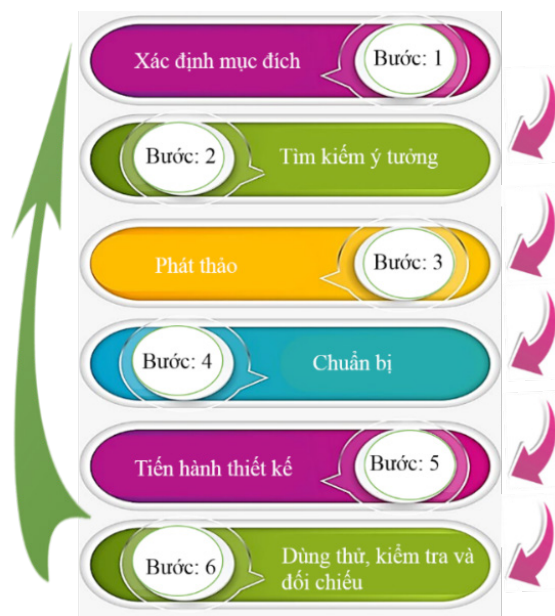 Xác định mục đích
Bước: 1
Bước: 2
Tìm kiếm ý tưởng
Phát thảo
Bước: 3
Bước: 4
Chuẩn bị
Tiến hành thiết kế
Bước: 5
Bước: 6
Dùng thử, kiểm tra và
đối chiếu